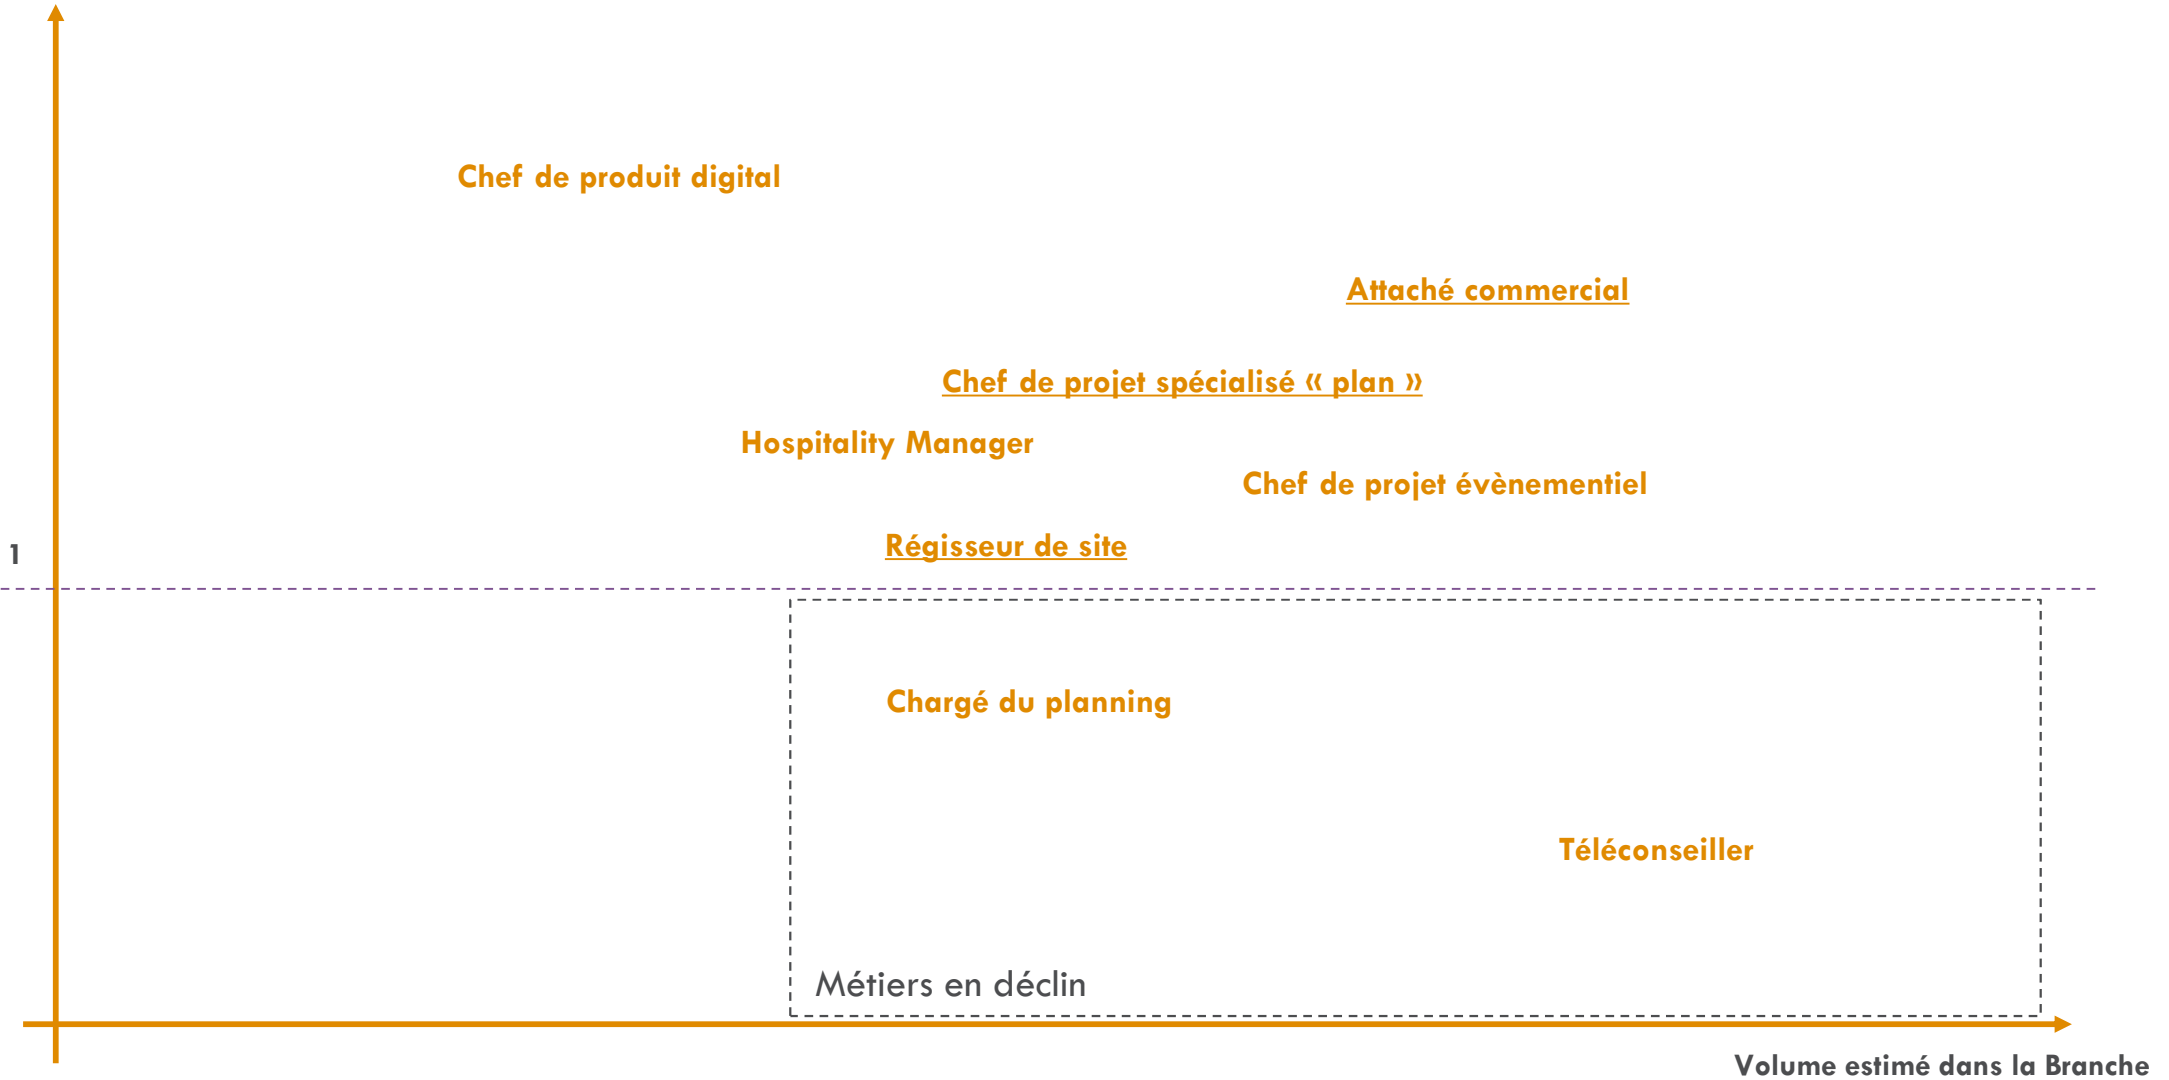 Chef de produit digital
Attaché commercial
Chef de projet spécialisé « plan »
Hospitality Manager
Chef de projet évènementiel
Régisseur de site
1
Chargé du planning
Téléconseiller
Métiers en déclin
Volume estimé dans la Branche